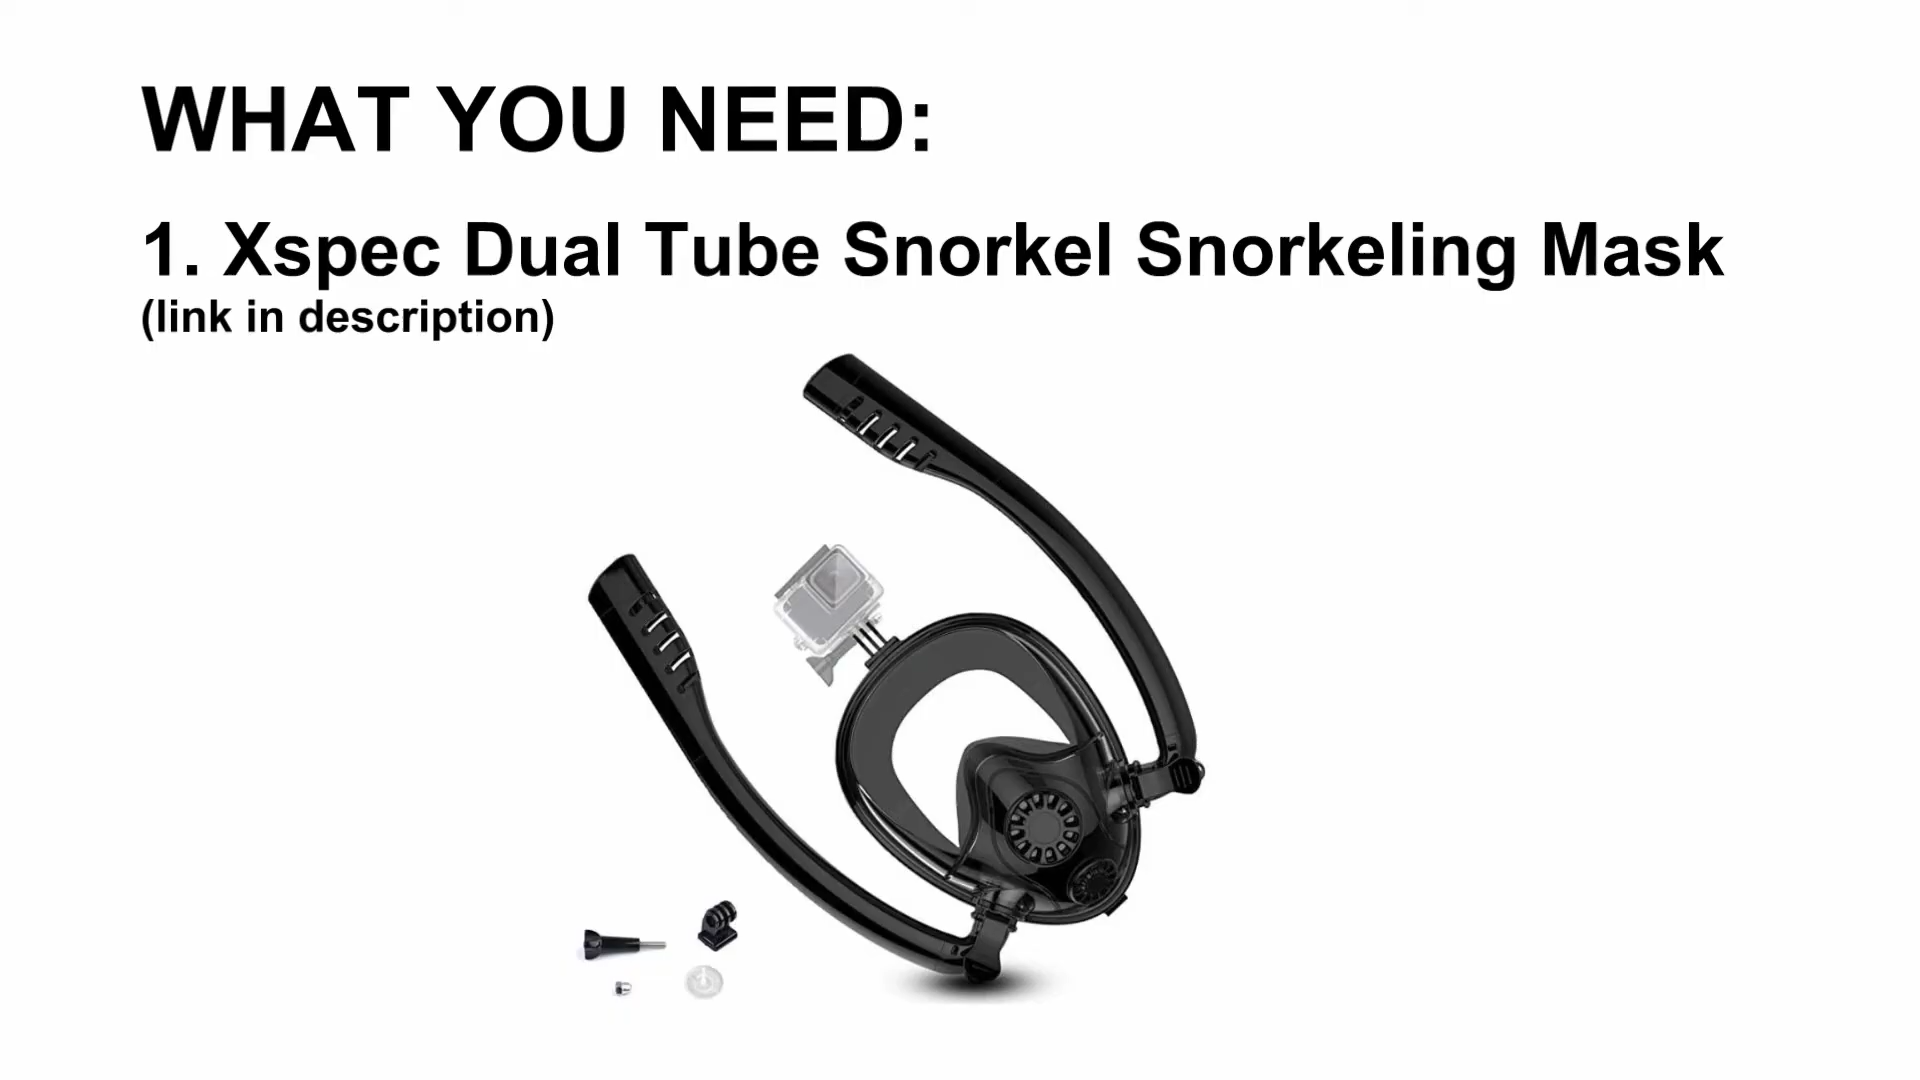 WHAT YOU NEED:
1. Xspec Dual Tube Snorkel Snorkeling Mask
(link in description)